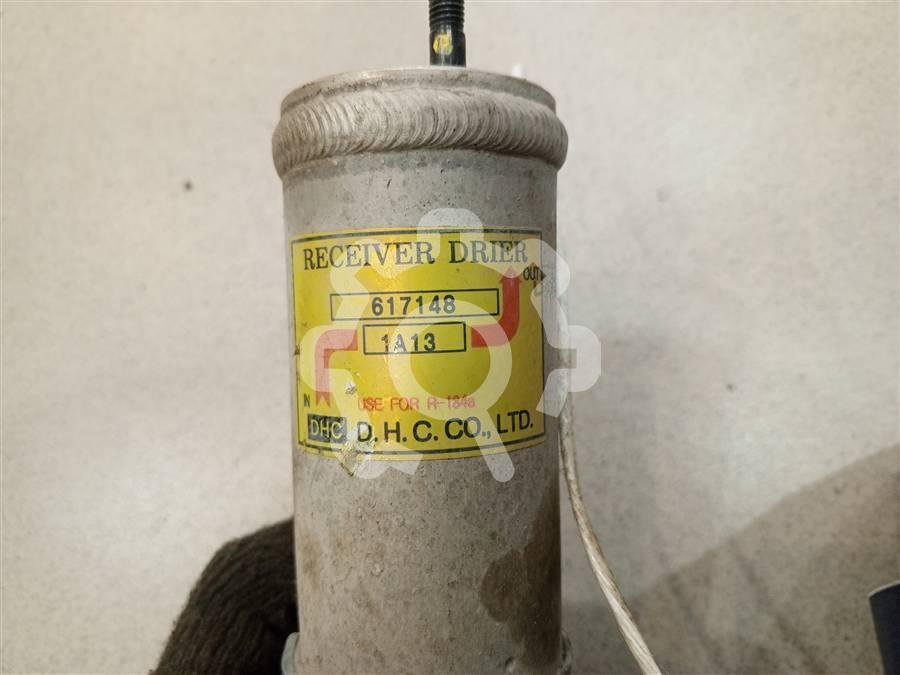 RECEIVER DRIER
OUT
617148
1A13
IN
USE FOR R-134a
DHC D.H.C. CO., LTD.